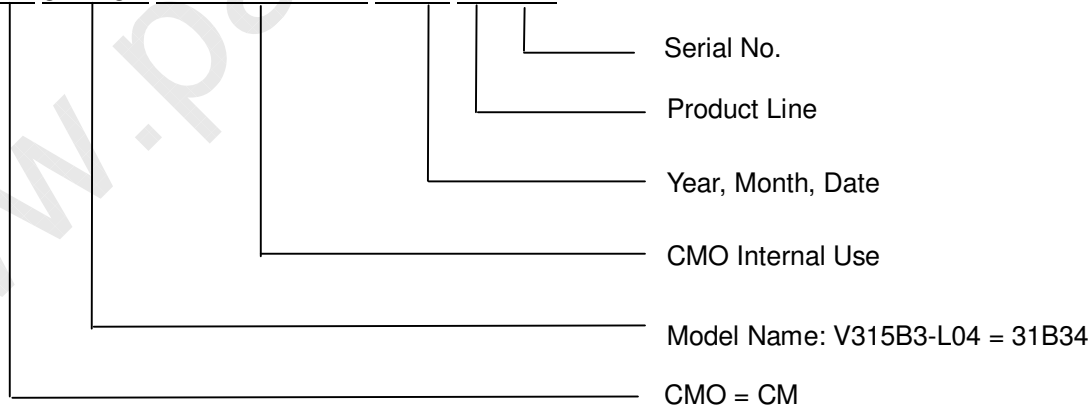 Serial No.
Product Line
Year, Month, Date
CMO Internal Use
Model Name: V315B3-L04 = 31B34
CMO = CM